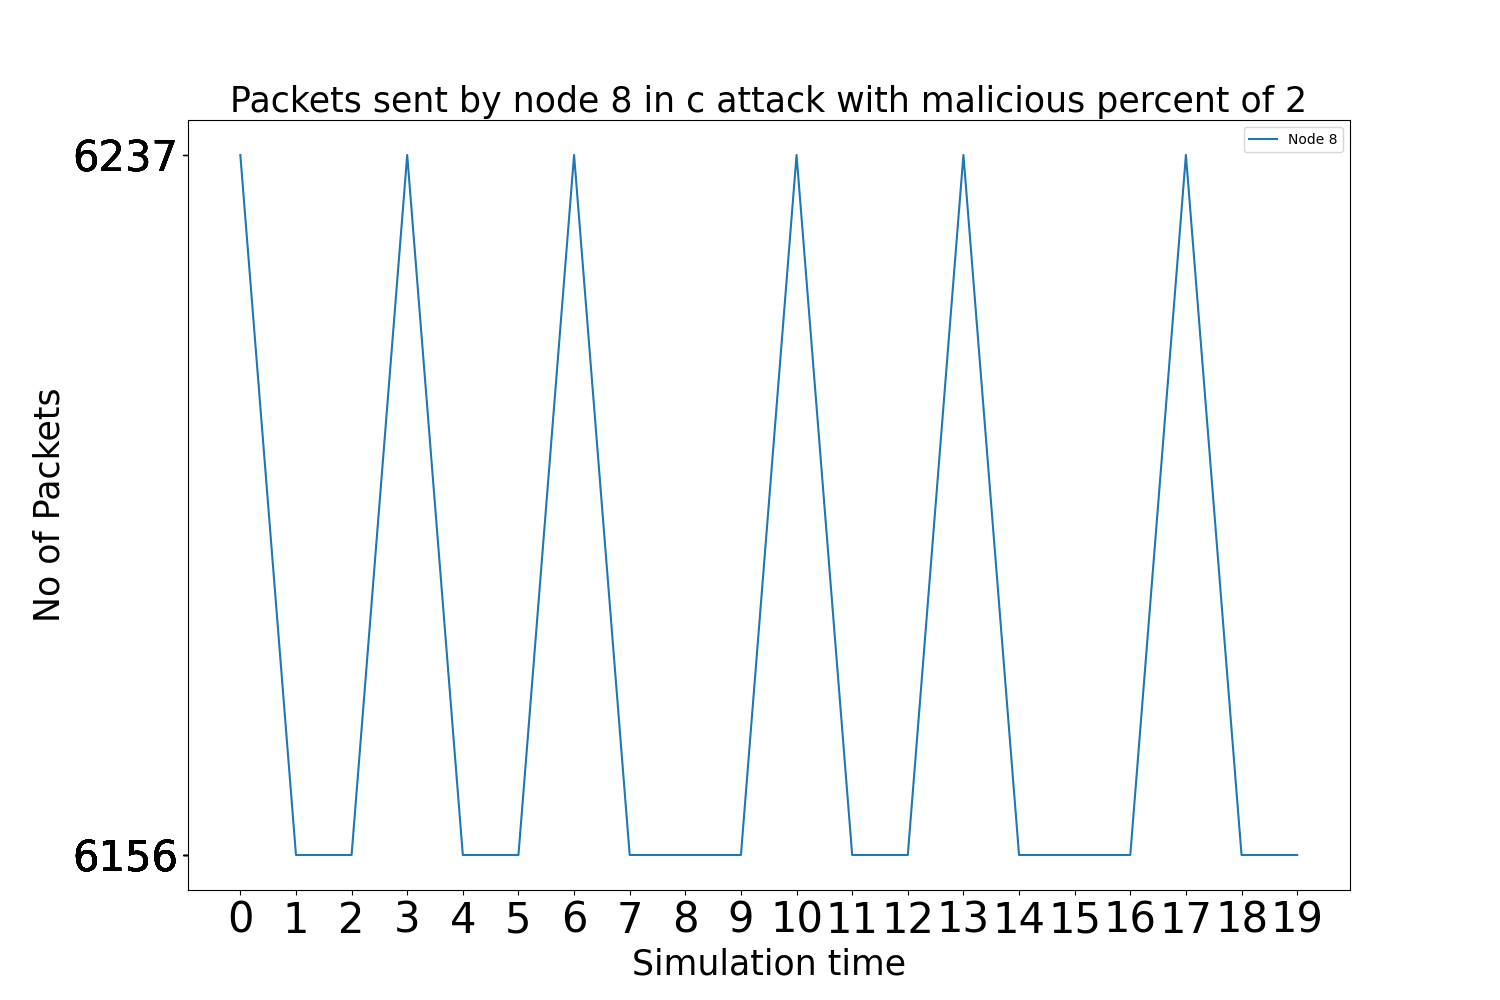 Packets sent by node 8 in c attack with malicious percent of 2
Node 8
6237
6156
No of Packets
0 1 2 3 4 5 6 7 8 9 10 11 12 13 14 15 16 17 18 19
Simulation time